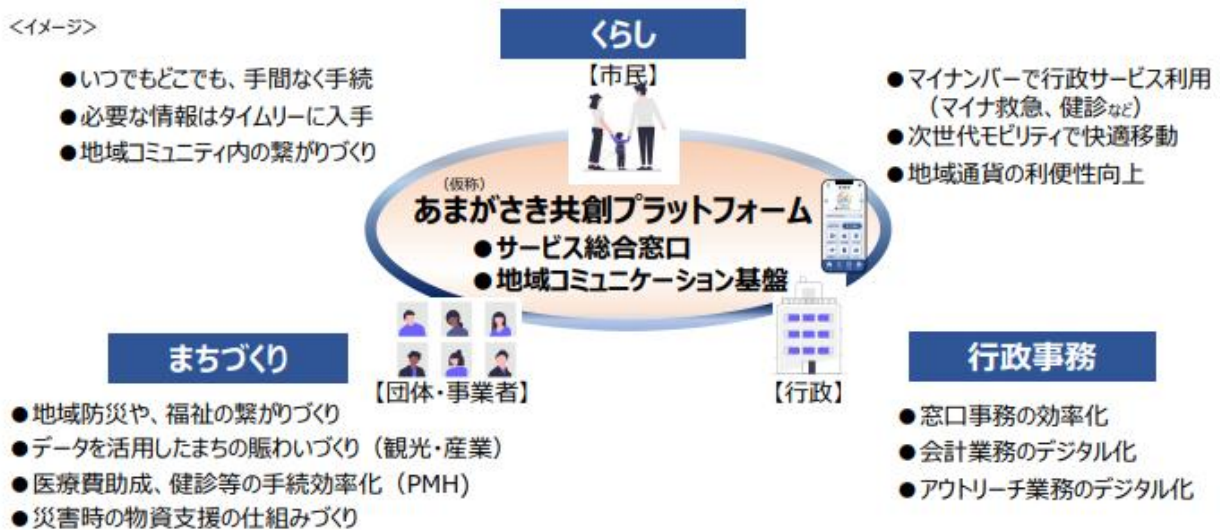 <イメージ>
くらし
【市民】
●いつでもどこでも、手間なく手続
●必要な情報はタイムリーに入手
●地域コミュニティ内の繋がりづくり
●マイナンバーで行政サービス利用
（マイナ救急、健診など）
●次世代モビリティで快適移動
●地域通貨の利便性向上
（仮称）
あまがさき共創プラットフォーム
●サービス総合窓口
●地域コミュニケーション基盤
まちづくり
【団体・事業者】
●地域防災や、福祉の繋がりづくり
●データを活用したまちの賑わいづくり（観光・産業）
●医療費助成、健診等の手続効率化（PMH)
●災害時の物資支援の仕組みづくり
【行政】
行政事務
●窓口事務の効率化
●会計業務のデジタル化
●アウトリーチ業務のデジタル化